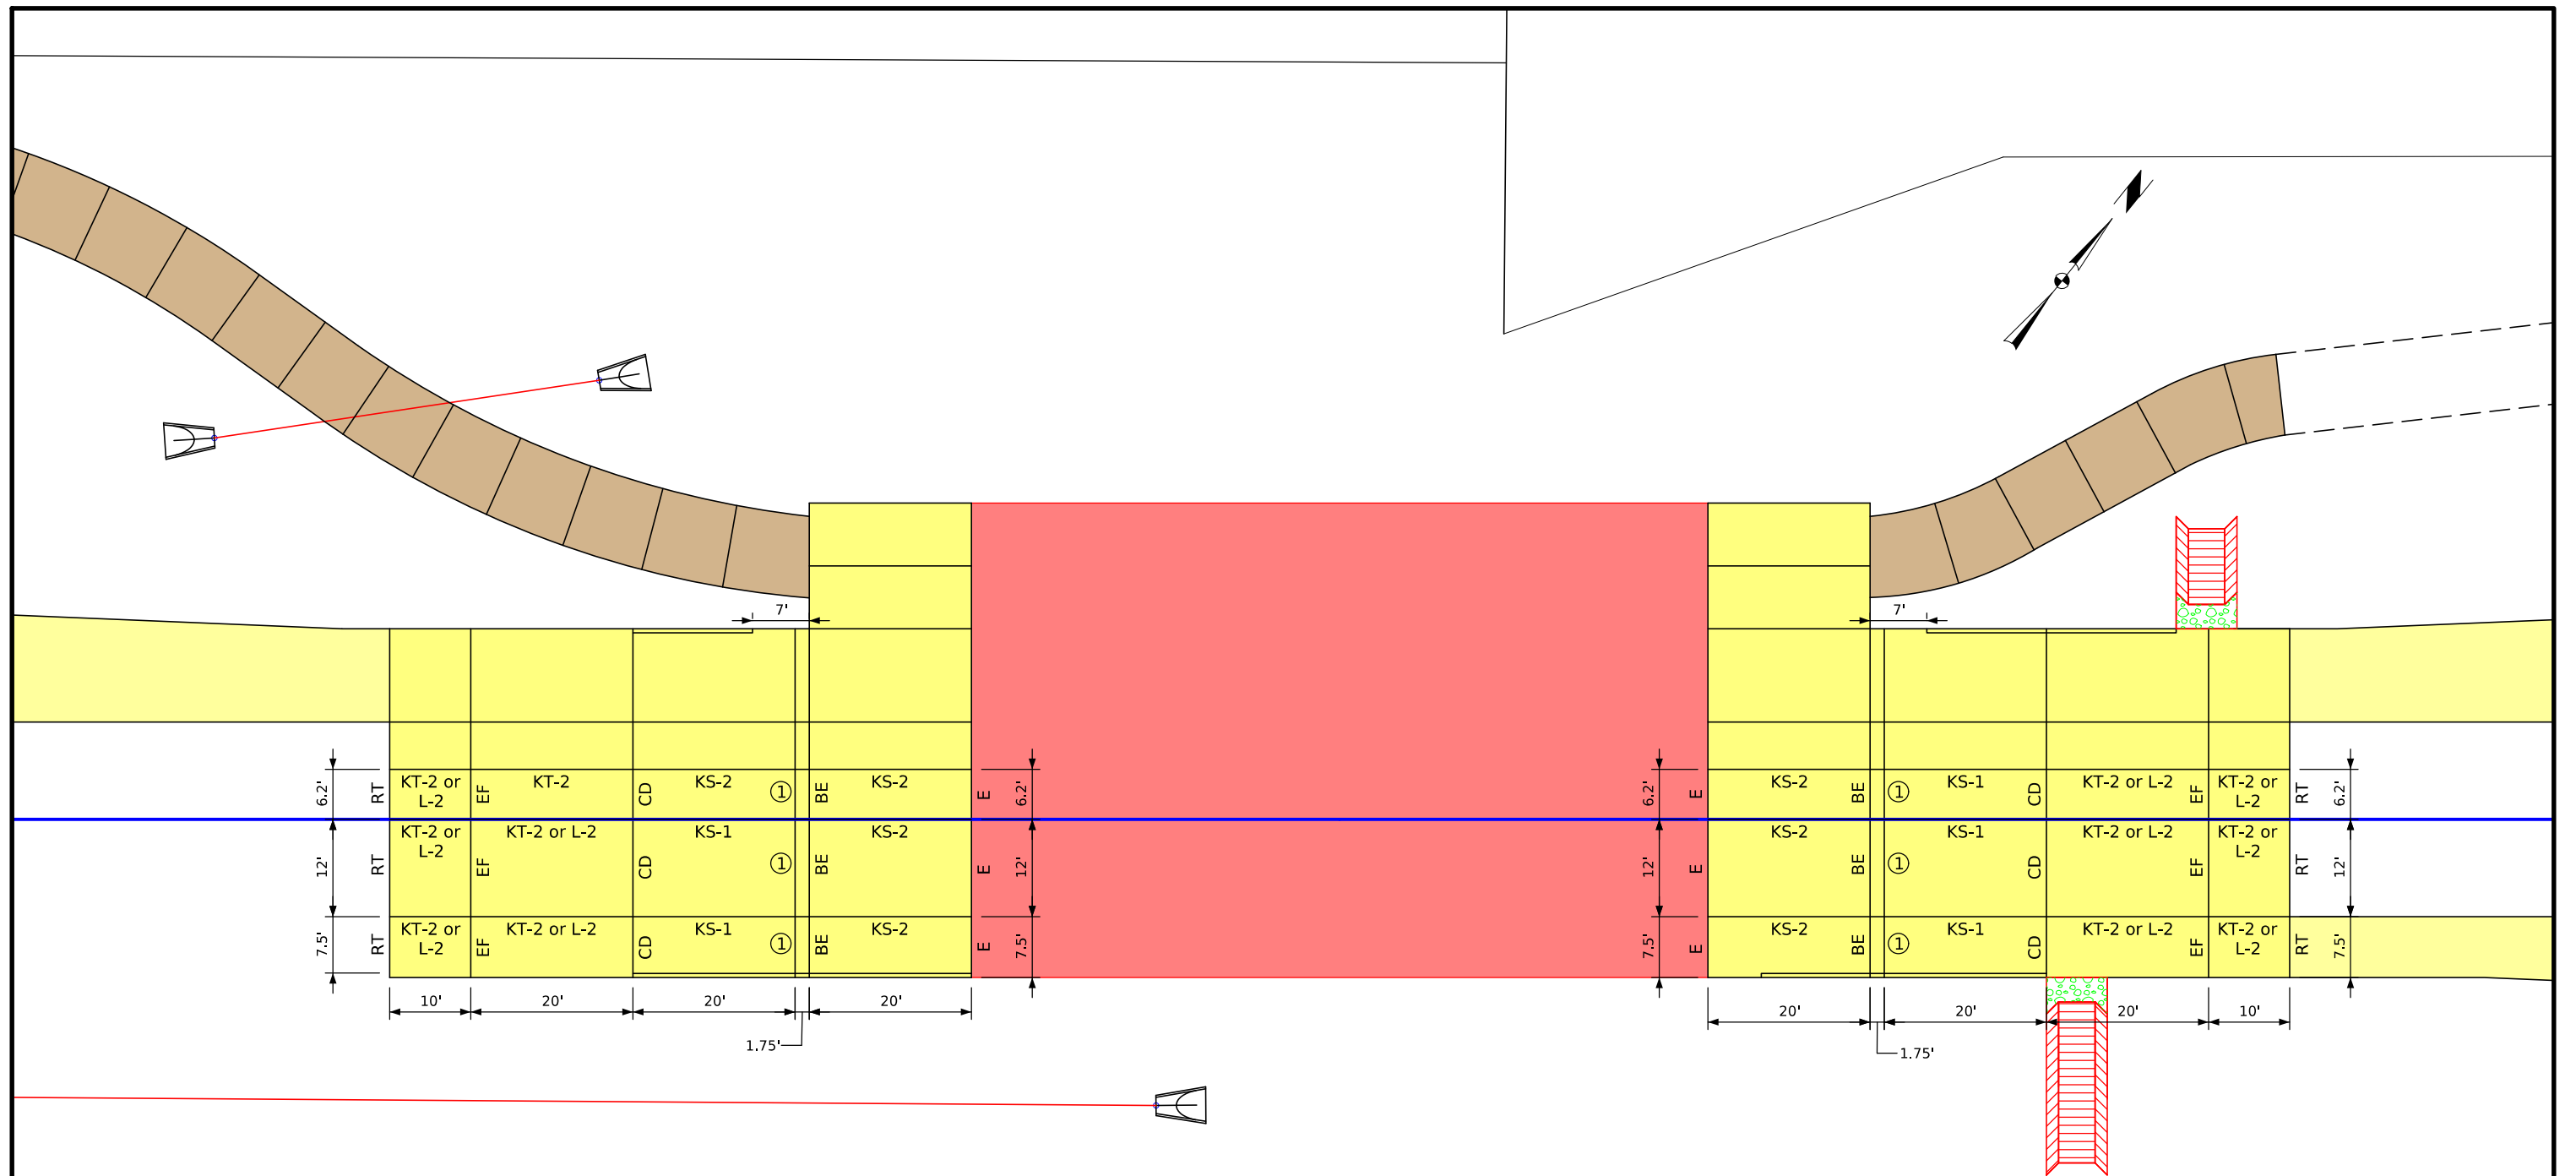 7'
7'
6.2'
RT
KT-2 or
L-2
EF
KT-2
CD
KS-2
1
BE
KS-2
E
6.2'
6.2'
E
KS-2
BE
1
KS-1
CD
KT-2 or L-2
EF
KT-2 or
L-2
RT
6.2'
12'
RT
KT-2 or
L-2
EF
KT-2 or L-2
CD
KS-1
1
BE
KS-2
E
12'
12'
E
KS-2
BE
1
KS-1
CD
KT-2 or L-2
EF
KT-2 or
L-2
RT
12'
7.5'
RT
KT-2 or
L-2
EF
KT-2 or L-2
CD
KS-1
1
BE
KS-2
E
7.5'
7.5'
E
KS-2
BE
1
KS-1
CD
KT-2 or L-2
EF
KT-2 or
L-2
RT
7.5'
10'
20'
20'
20'
1.75'
20'
20'
20'
10'
1.75'